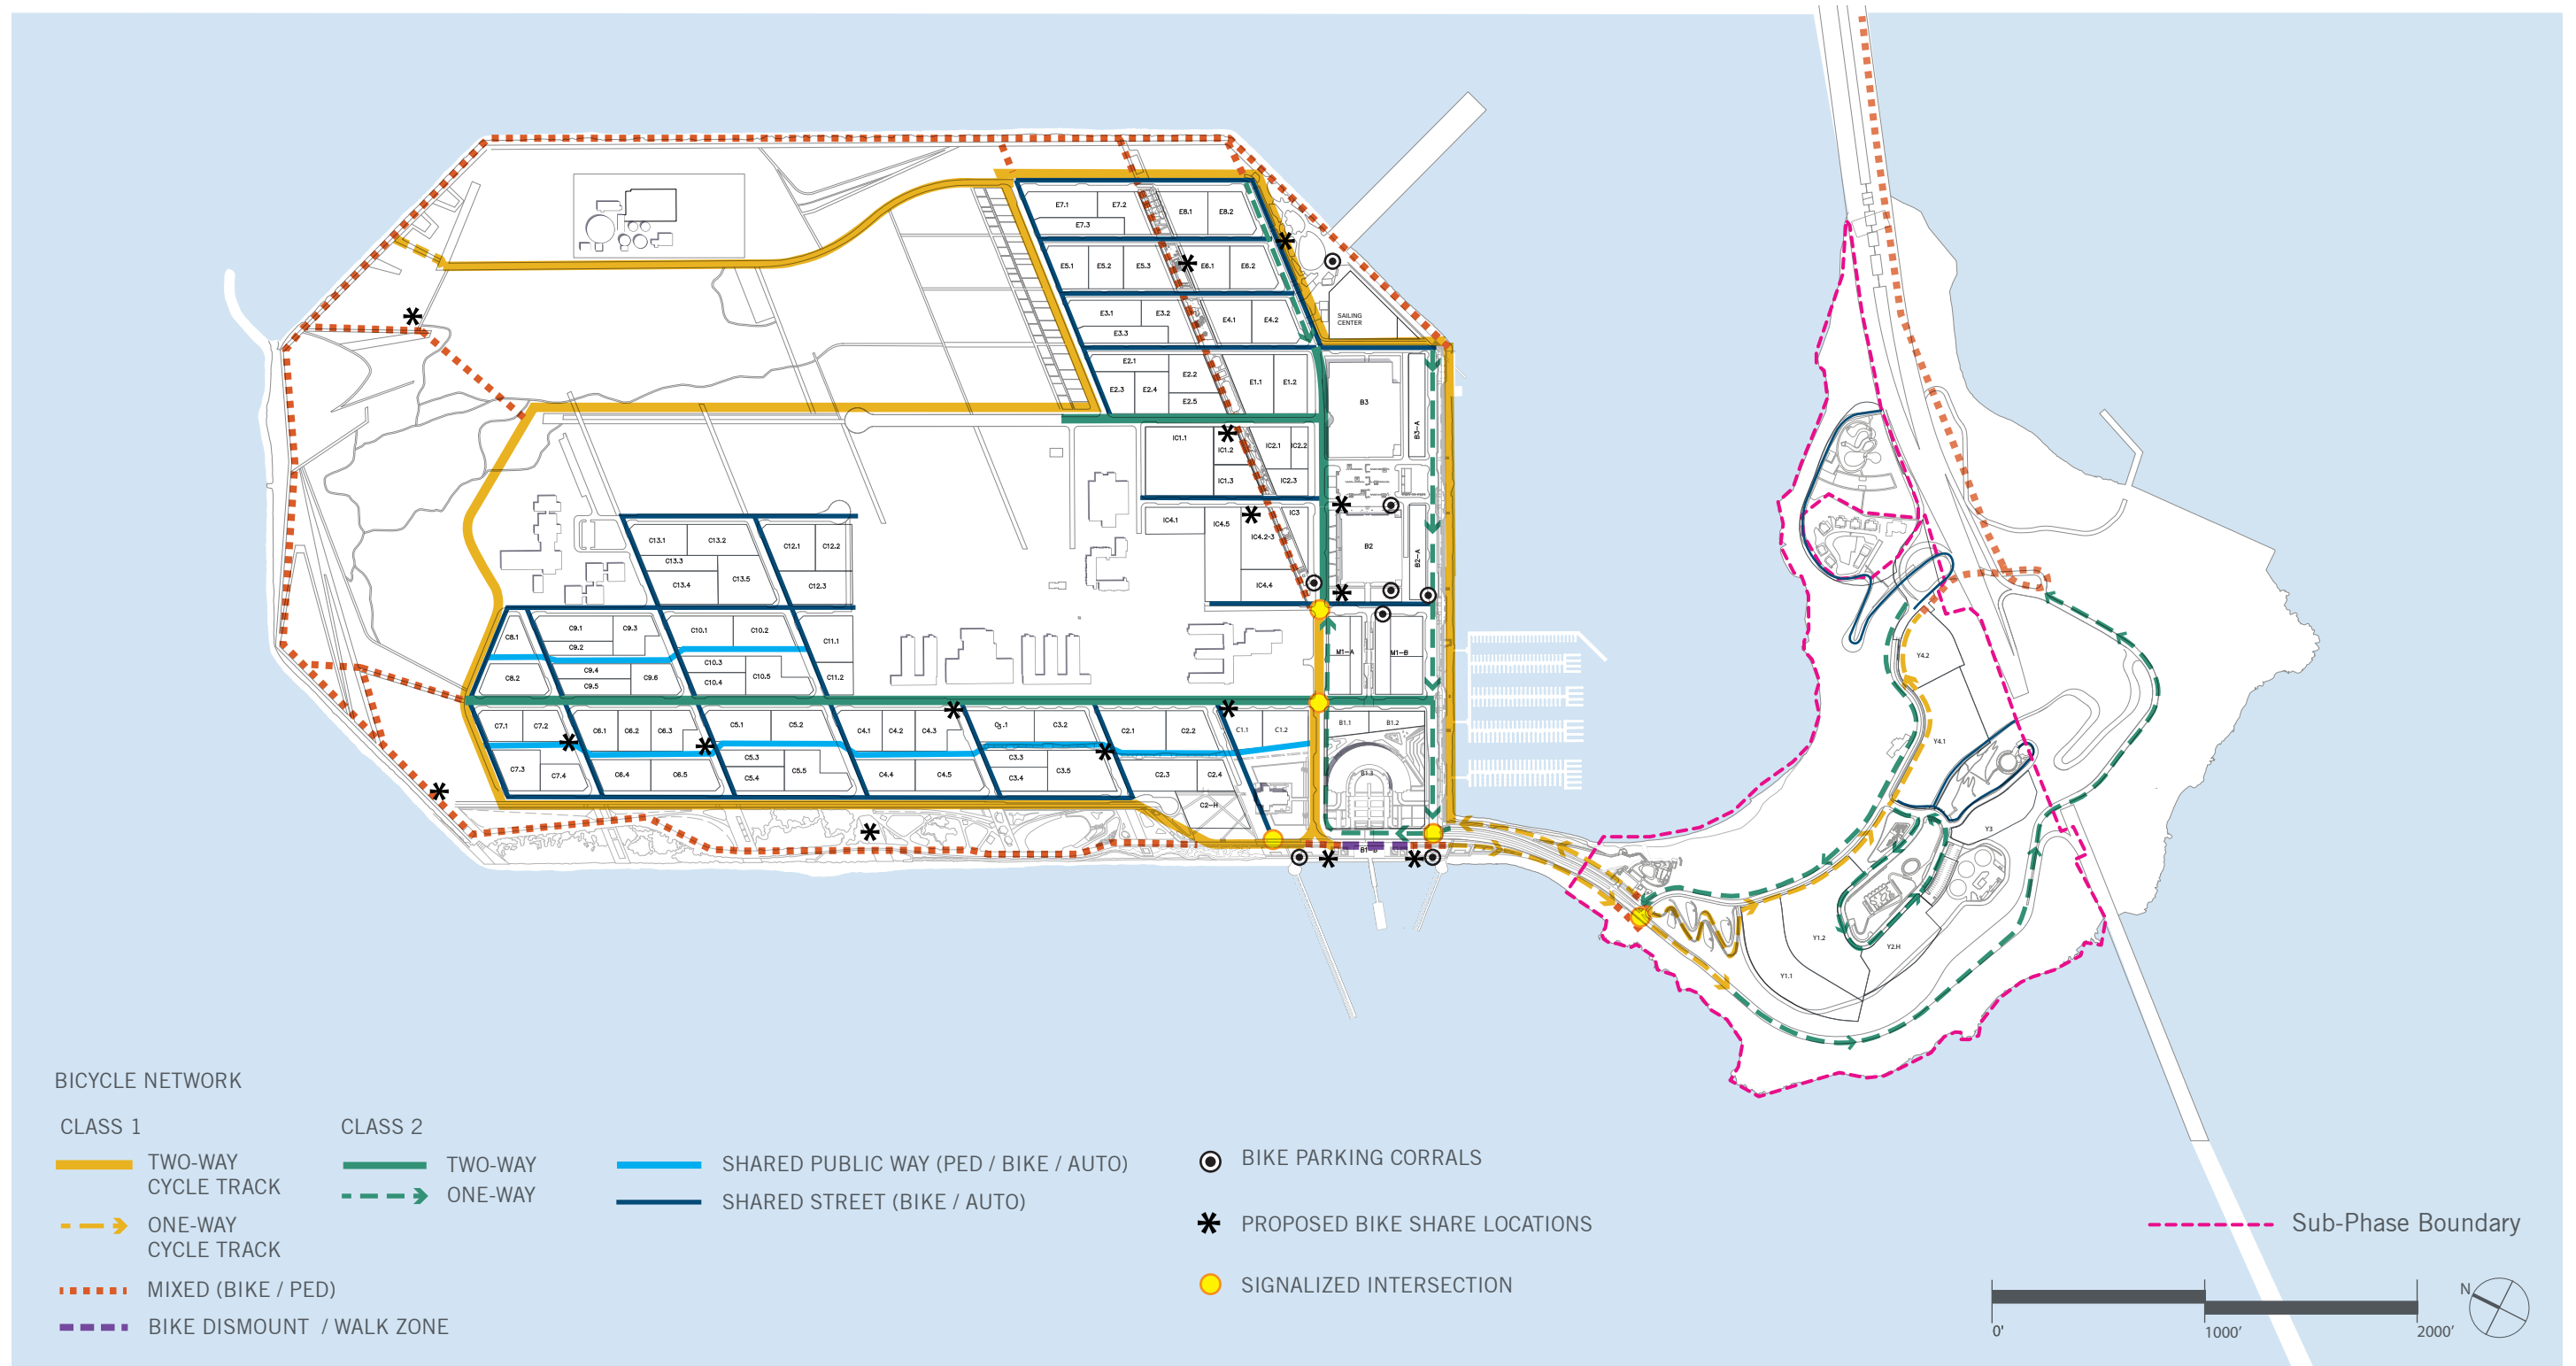 E7.1
E7.2
E8.1
E8.2
E7.3
E5.1
E5.2
E5.3
E6.1
E6.2
E3.1
E3.2
E4.1
E4.2
E3.3
SAILING
CENTER
E2.1
E2.2
E2.3
E2.4
E2.5
E1.1
E1.2
B3
B3-A
IC1.1
IC1.2
IC2.1
IC2.2
IC1.3
IC2.3
IC4.1
IC4.5
IC3
IC4.2-3
IC4.4
B2
B2-A
C13.1
C13.2
C13.3
C13.4
C13.5
C12.1
C12.2
C12.3
C8.1
C9.1
C9.3
C9.2
C10.1
C10.2
C11.1
C8.2
C9.4
C9.5
C9.6
C10.3
C10.4
C10.5
C11.2
M1-A
M1-B
Y4.2
Y4.1
C7.1
C7.2
C6.1
C6.2
C6.3
C5.1
C5.2
C4.1
C4.2
C4.3
C3.2
C2.1
C2.2
C1.1
C1.2
B1.1
B1.2
C7.3
C7.4
C6.4
C6.5
C5.3
C5.4
C5.5
C4.4
C4.5
C3.3
C3.4
C3.5
C2.3
C2.4
C2-H
Y3
Y1.2
Y2.H
Y1.1
BICYCLE NETWORK
CLASS 1
TWO-WAY
CYCLE TRACK
ONE-WAY
CYCLE TRACK
MIXED (BIKE / PED)
BIKE DISMOUNT / WALK ZONE
CLASS 2
TWO-WAY
ONE-WAY
SHARED PUBLIC WAY (PED / BIKE / AUTO)
SHARED STREET (BIKE / AUTO)
BIKE PARKING CORRALS
PROPOSED BIKE SHARE LOCATIONS
SIGNALIZED INTERSECTION
Sub-Phase Boundary
0'
1000'
2000'
N